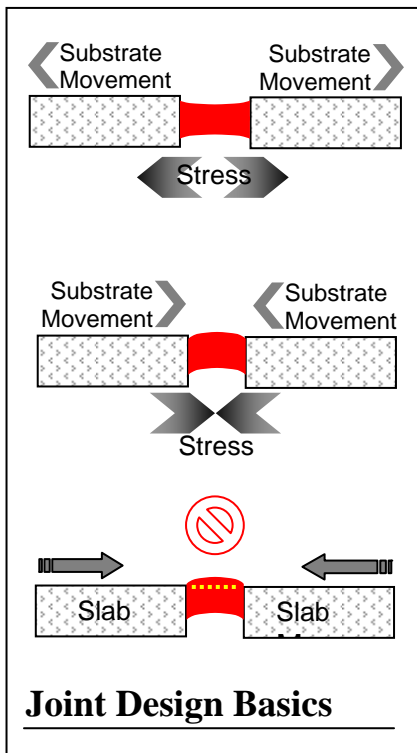 Substrate Substrate
Movement Movement
Stress
Substrate Substrate
Movement Movement
Stress
Slab Slab
Joint Design Basics